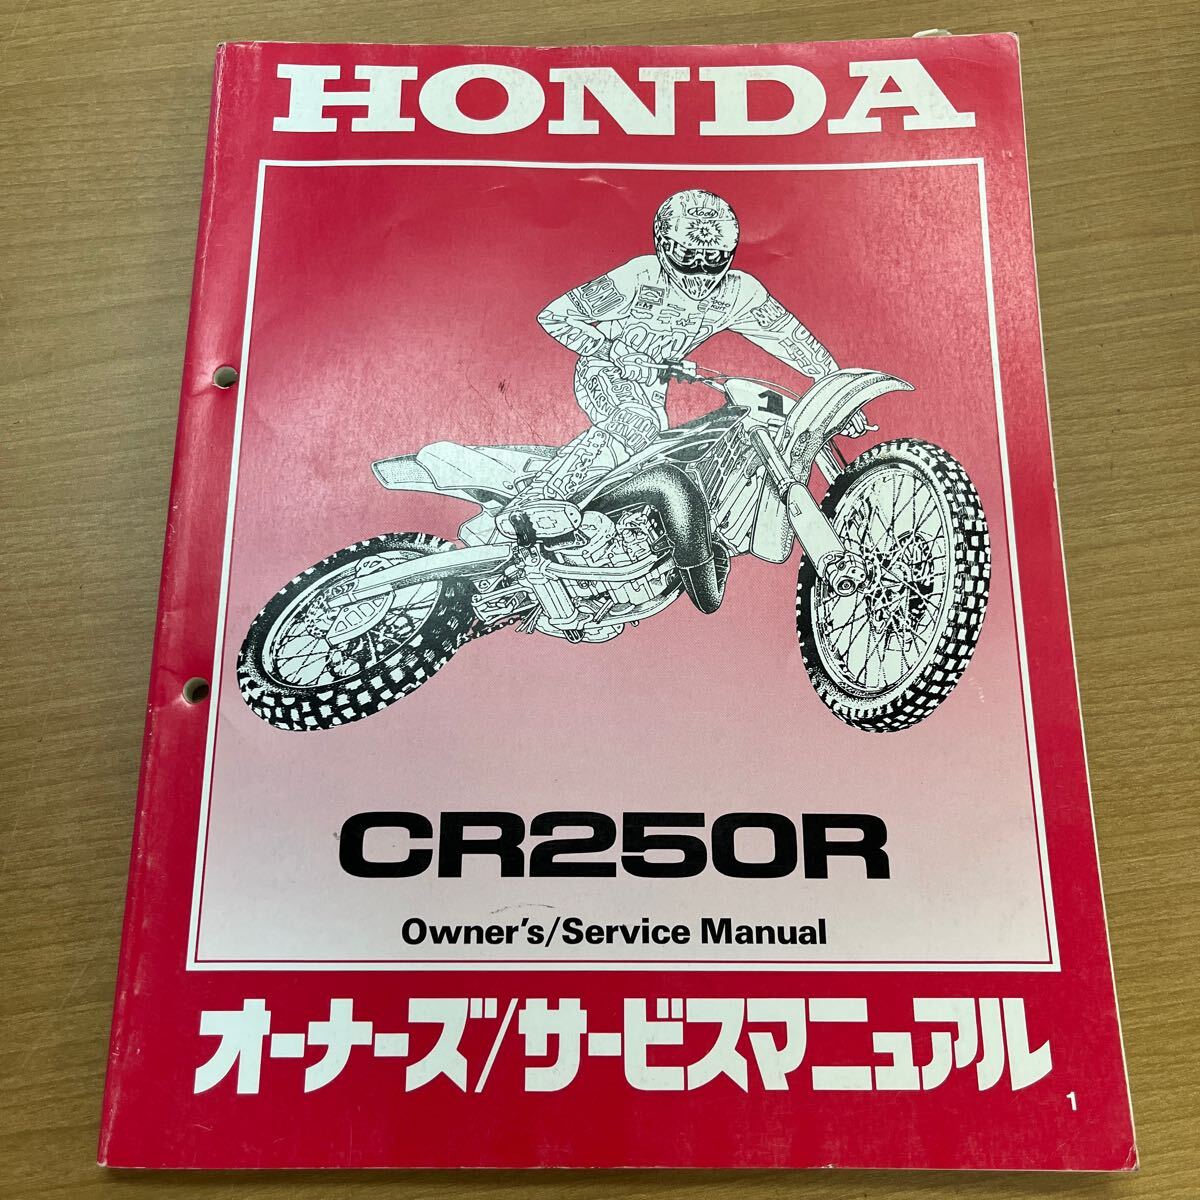 HONDA
1
CR250R
Owner's/Service Manual
オーナーズ/サービスマニュアル
1